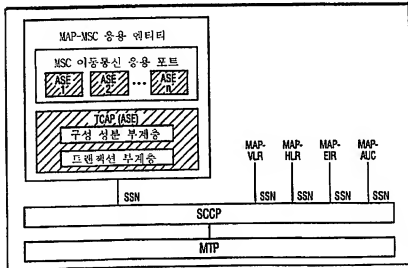 MAP-MSC 응용 엔티티
MSC 이동통신 응용 포트
ASE 1 ASE 2 ... ASE n
TCAP (ASE)
구성 성분 부계층
트랜잭션 부계층
MAP-VLR MAP-HLR MAP-EIR MAP-AUC
SSN SSN SSN SSN SSN
SCCP
MTP